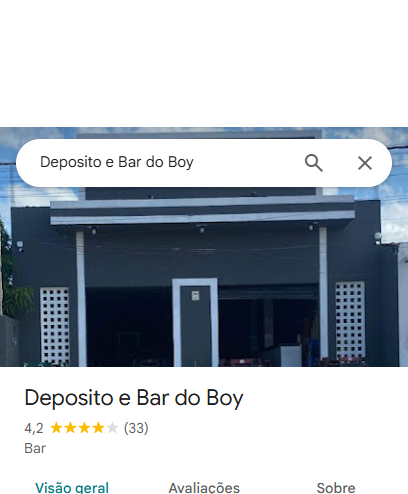 Deposito e Bar do Boy
Deposito e Bar do Boy
4,2 (33)
Bar
Visão geral Avaliações Sobre